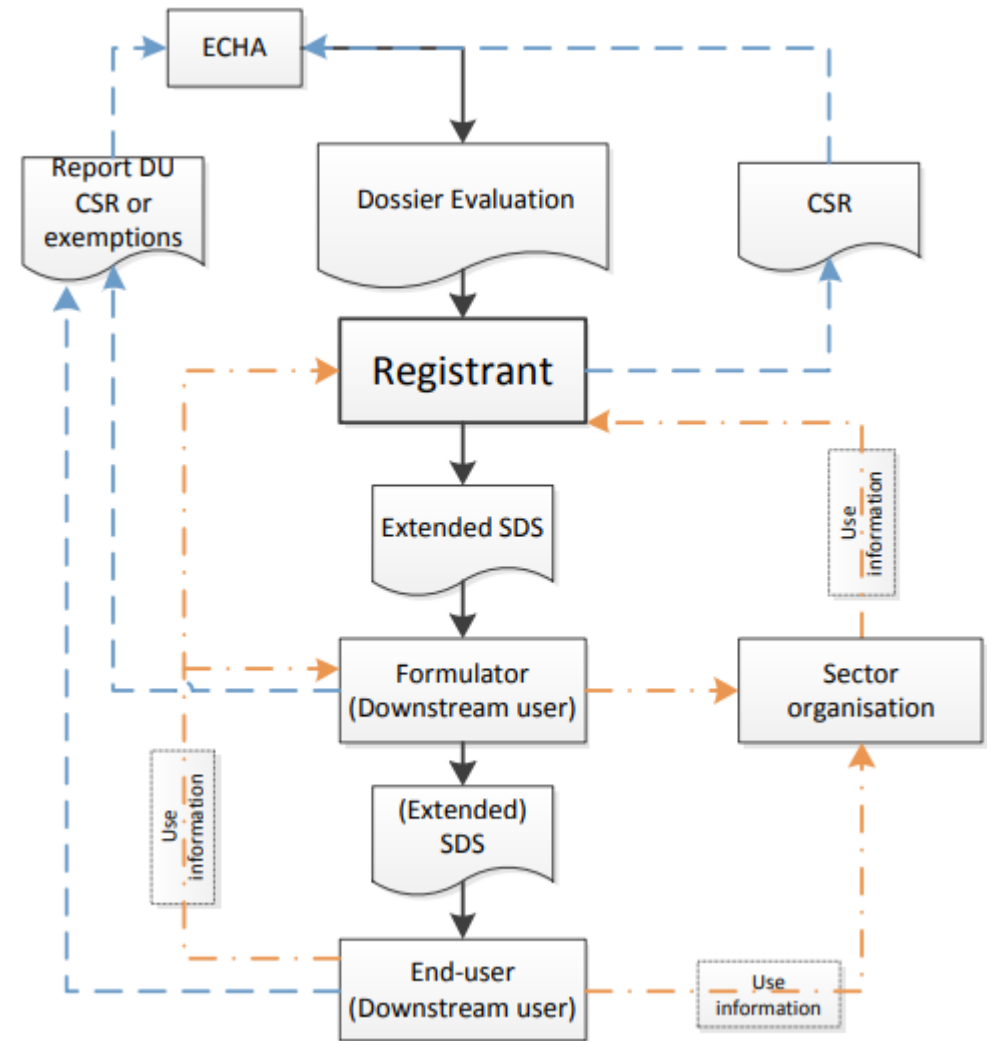 ECHA
Report DU
CSR or
exemptions
Dossier Evaluation
CSR
Registrant
Extended SDS
Use
information
Formulator
(Downstream user)
Sector
organisation
Use
information
(Extended)
SDS
End-user
(Downstream user)
Use
information